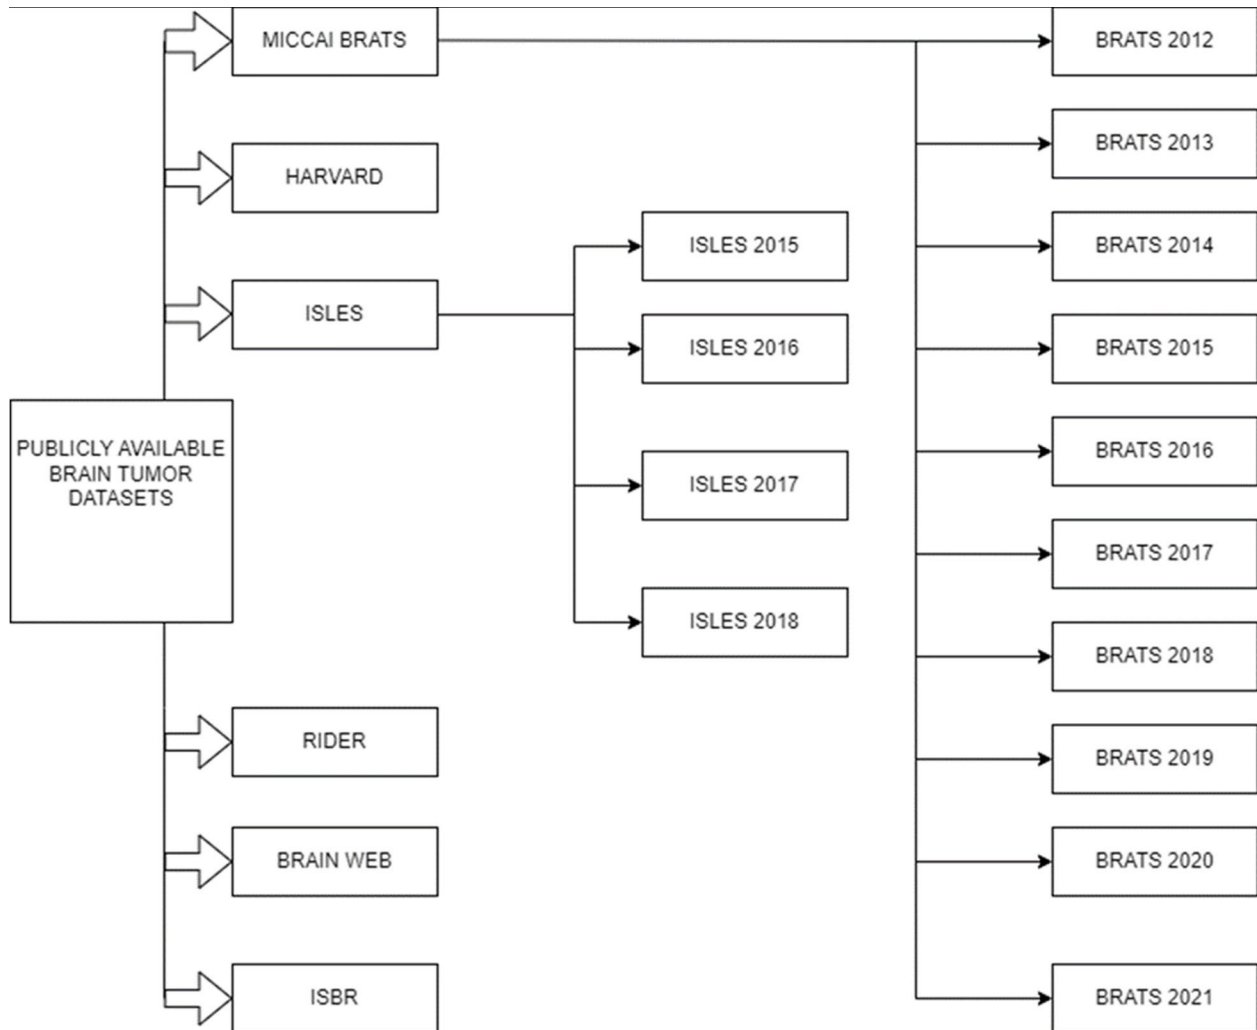 MICCAI BRATS
BRATS 2012
BRATS 2013
HARVARD
ISLES 2015
BRATS 2014
ISLES
ISLES 2016
BRATS 2015
PUBLICLY AVAILABLE
BRAIN TUMOR
DATASETS
BRATS 2016
ISLES 2017
BRATS 2017
ISLES 2018
BRATS 2018
RIDER
BRATS 2019
BRAIN WEB
BRATS 2020
ISBR
BRATS 2021